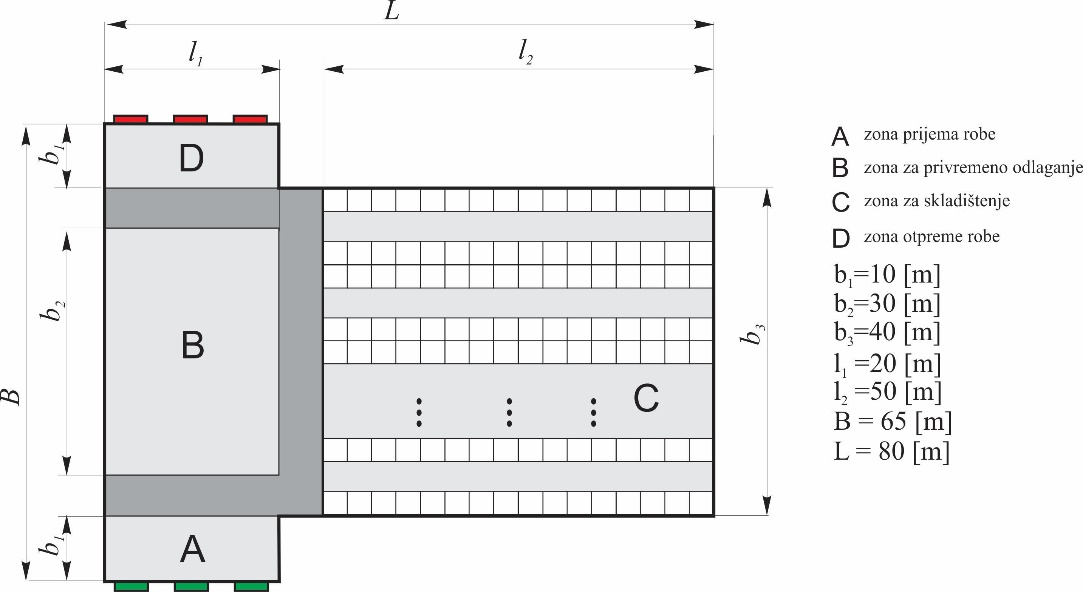 L
l₁
l₂
b₁
D
b₂
B
B
b₃
C
b₁
A
A zona prijema robe
B zona za privremeno odlaganje
C zona za skladištenje
D zona otpreme robe
b₁=10 [m]
b₂=30 [m]
b₃=40 [m]
l₁ =20 [m]
l₂ =50 [m]
B = 65 [m]
L = 80 [m]